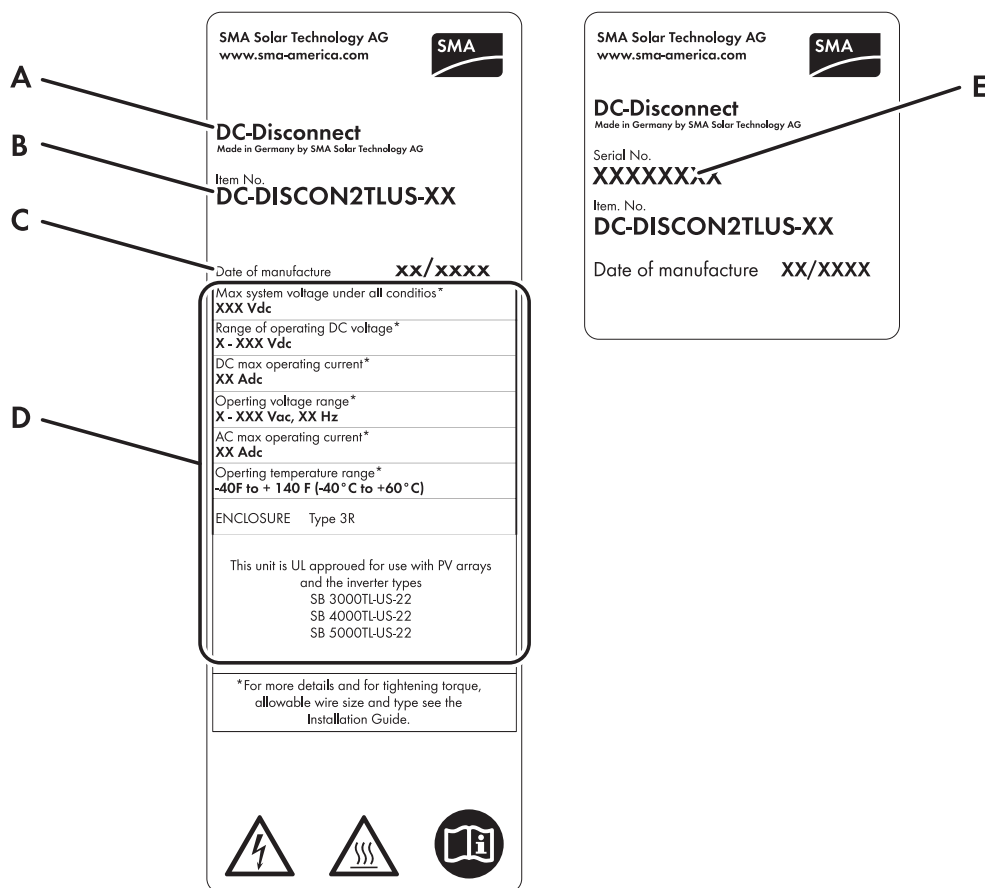 SMA Solar Technology AG
www.sma-america.com
SMA
A
DC-Disconnect
Made in Germany by SMA Solar Technology AG
B
Item No.
DC-DISCON2TLUS-XX
C
Date of manufacture xx/xxxx
Max system voltage under all conditios*
XXX Vdc
Range of operating DC voltage*
X - XXX Vdc
DC max operating current*
XX Adc
D
Operting voltage range*
X - XXX Vac, XX Hz
AC max operating current*
XX Adc
Operting temperature range*
-40F to + 140 F (-40°C to +60°C)
ENCLOSURE Type 3R
This unit is UL approued for use with PV arrays
and the inverter types
SB 3000TL-US-22
SB 4000TL-US-22
SB 5000TL-US-22
*For more details and for tightening torque,
allowable wire size and type see the
Installation Guide.
SMA Solar Technology AG
www.sma-america.com
SMA
E
DC-Disconnect
Made in Germany by SMA Solar Technology AG
Serial No.
XXXXXXXX
Item. No.
DC-DISCON2TLUS-XX
Date of manufacture XX/XXXX